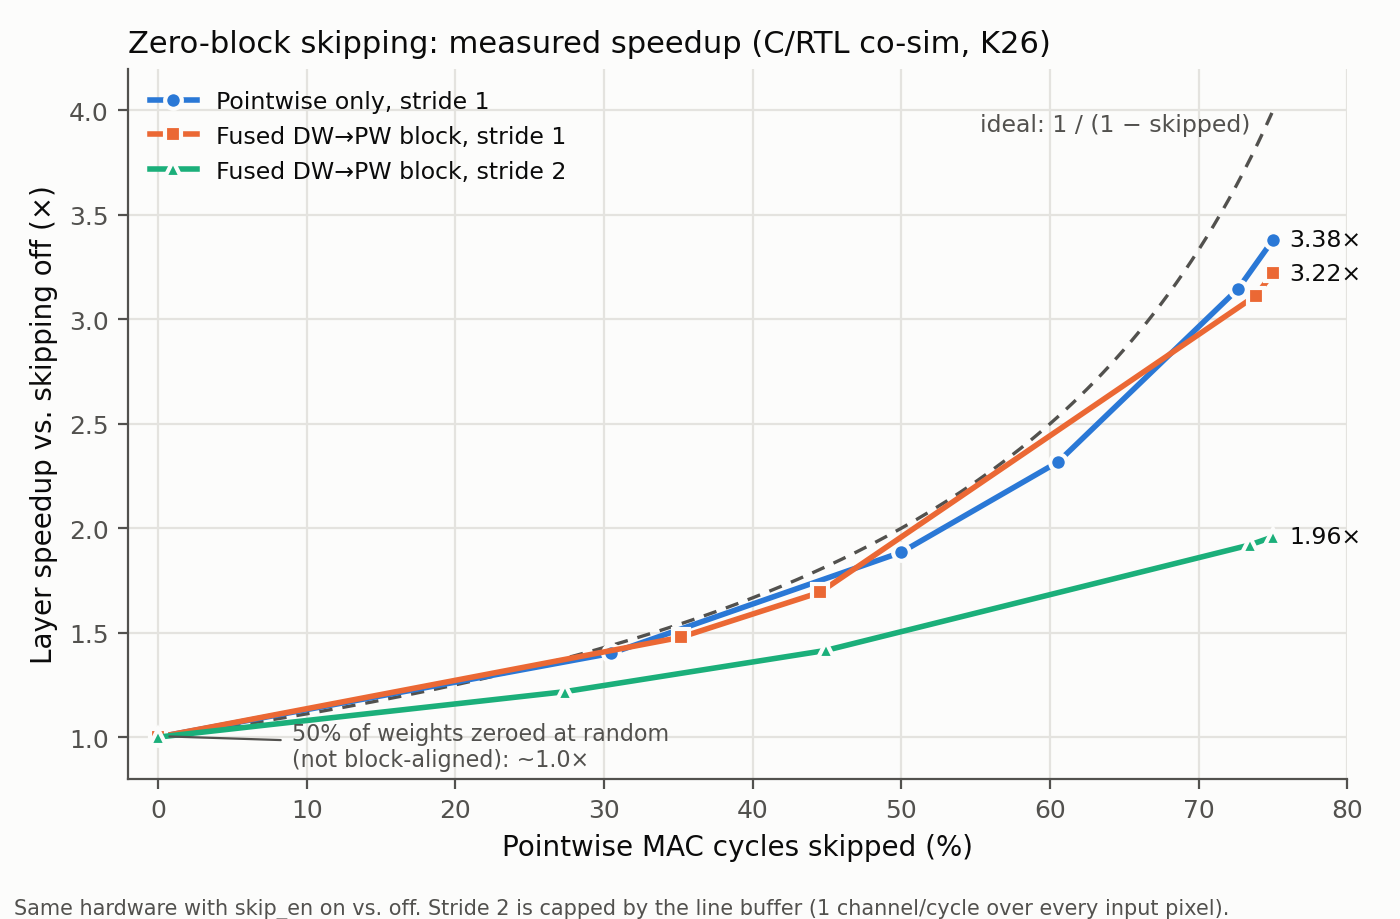 Zero-block skipping: measured speedup (C/RTL co-sim, K26)
Pointwise only, stride 1
Fused DW→PW block, stride 1
Fused DW→PW block, stride 2
ideal: 1 / (1 − skipped)
3.38×
3.22×
1.96×
50% of weights zeroed at random
(not block-aligned): ~1.0×
Layer speedup vs. skipping off (×)
4.0
3.5
3.0
2.5
2.0
1.5
1.0
0 10 20 30 40 50 60 70 80
Pointwise MAC cycles skipped (%)
Same hardware with skip_en on vs. off. Stride 2 is capped by the line buffer (1 channel/cycle over every input pixel).